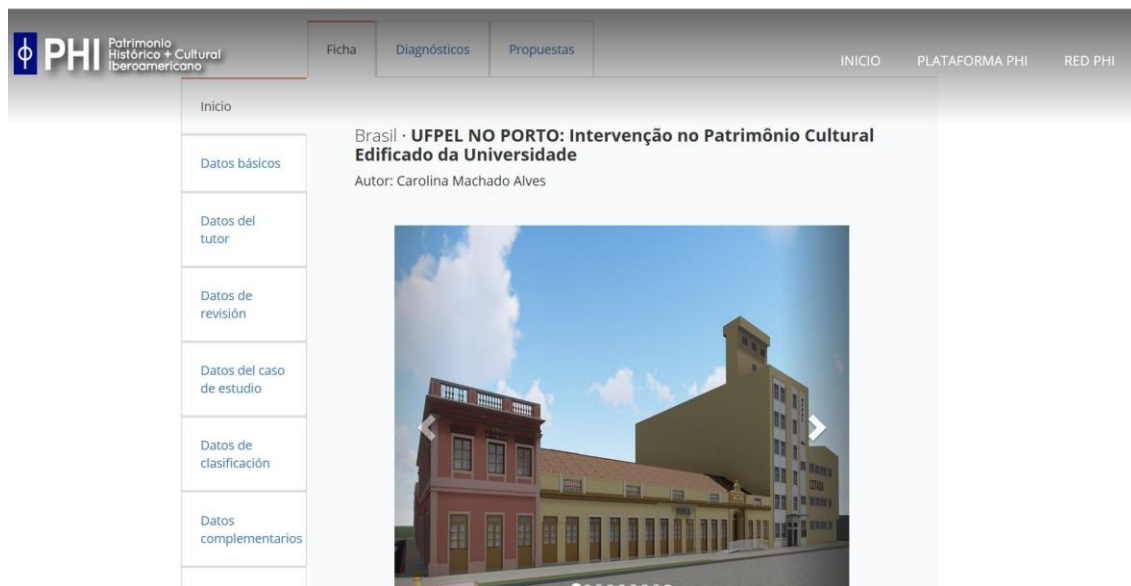 PHI Patrimonio
Histórico + Cultural
Iberoamericano
Ficha
Diagnósticos
Propuestas
INICIO
PLATAFORMA PHI
RED PHI
Inicio
Datos básicos
Datos del
tutor
Datos de
revisión
Datos del caso
de estudio
Datos de
clasificación
Datos
complementarios
Brasil · UFPEL NO PORTO: Intervenção no Patrimônio Cultural
Edificado da Universidade
Autor: Carolina Machado Alves